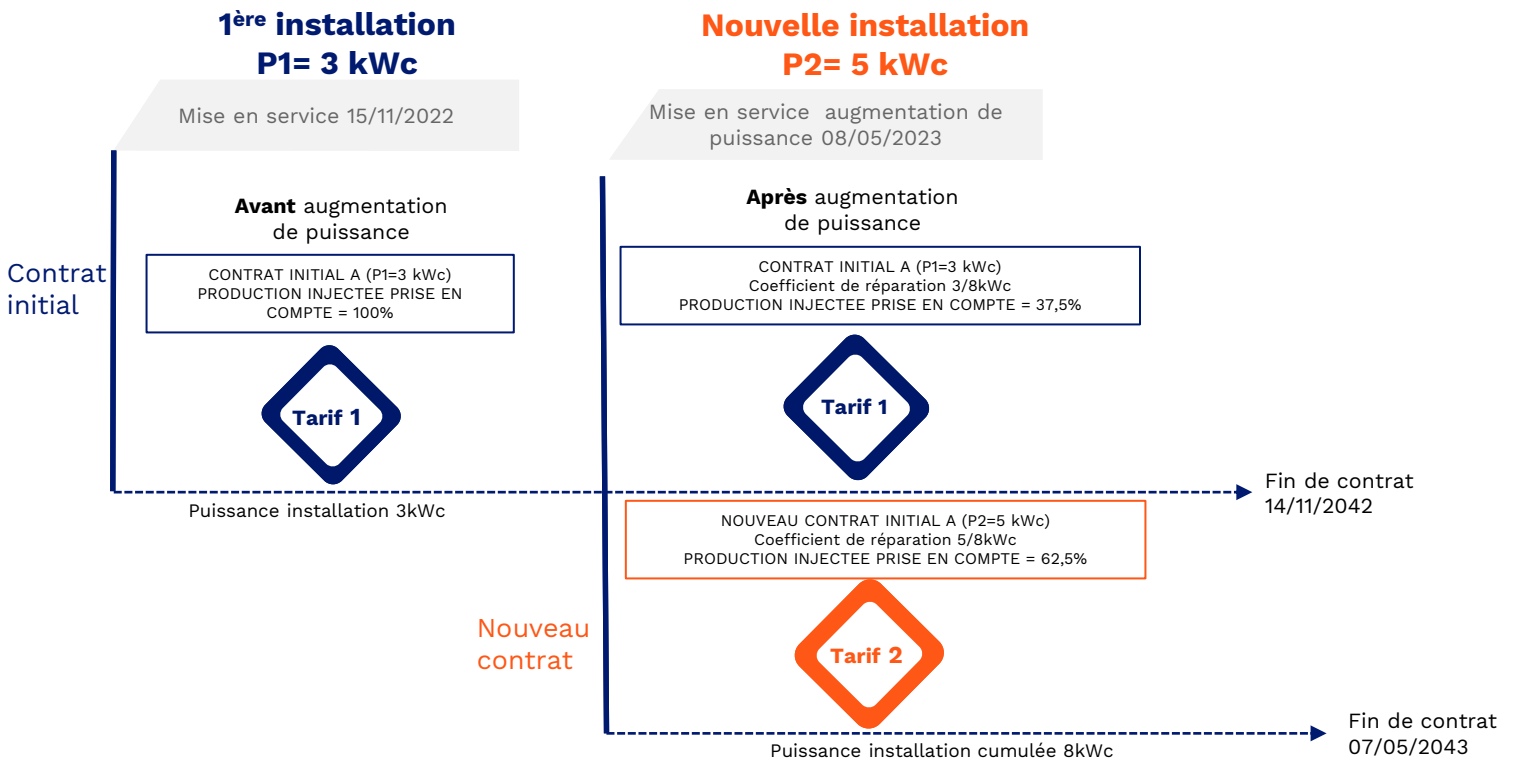 1ère installation
P1= 3 kWc
Mise en service 15/11/2022
Avant augmentation
de puissance
Contrat
initial
CONTRAT INITIAL A (P1=3 kWc)
PRODUCTION INJECTEE PRISE EN
COMPTE = 100%
Tarif 1
Puissance installation 3kWc
Nouvelle installation
P2= 5 kWc
Mise en service augmentation de
puissance 08/05/2023
Après augmentation
de puissance
CONTRAT INITIAL A (P1=3 kWc)
Coefficient de réparation 3/8kWc
PRODUCTION INJECTEE PRISE EN COMPTE = 37,5%
Tarif 1
Fin de contrat
14/11/2042
NOUVEAU CONTRAT INITIAL A (P2=5 kWc)
Coefficient de réparation 5/8kWc
PRODUCTION INJECTEE PRISE EN COMPTE = 62,5%
Nouveau
contrat
Tarif 2
Puissance installation cumulée 8kWc
Fin de contrat
07/05/2043